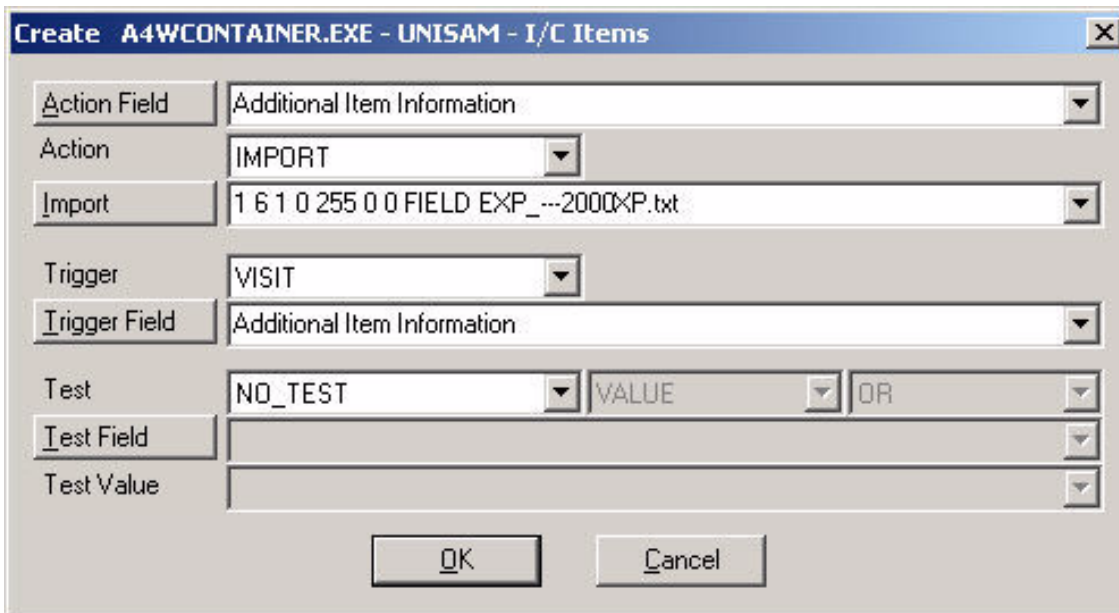 Create A4WCONTAINER.EXE - UNISAM - I/C Items
Action Field Additional Item Information
Action IMPORT
Import 1 6 1 0 255 0 0 FIELD EXP_---2000XP.txt
Trigger VISIT
Trigger Field Additional Item Information
Test NO_TEST VALUE OR
Test Field
Test Value
OK Cancel